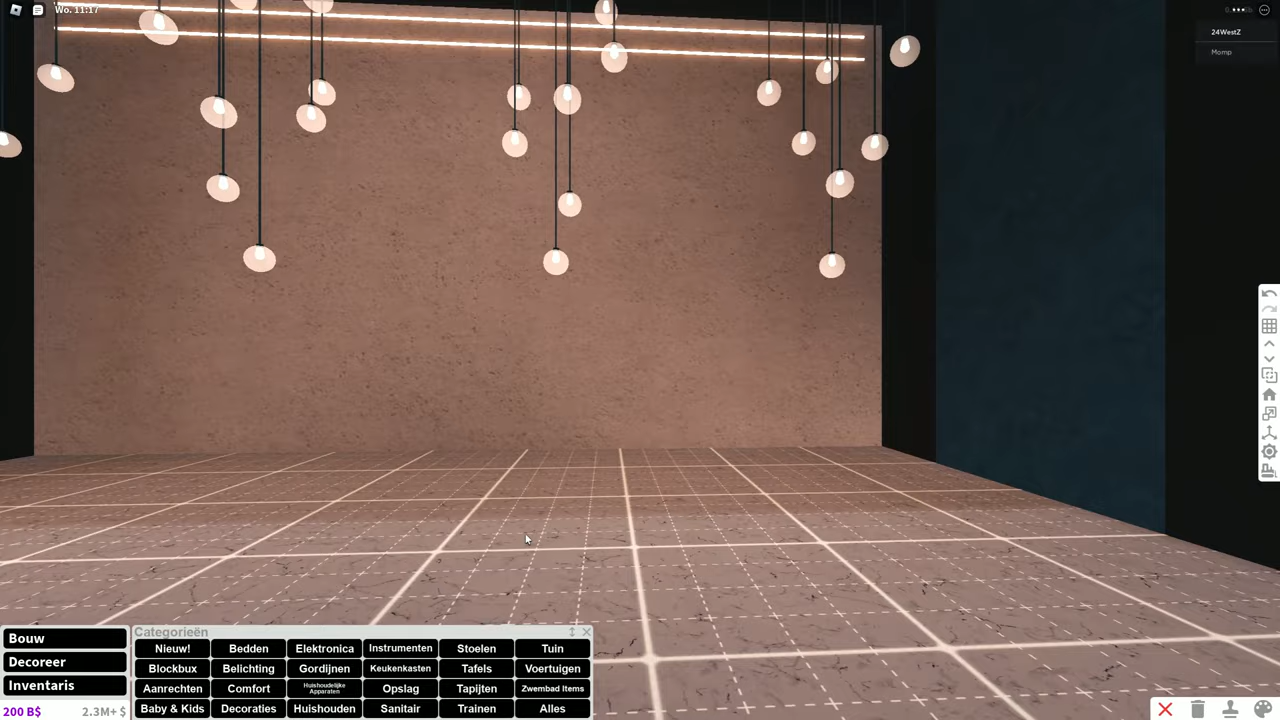 Wo. 11:17
24WestZ
Momp
Bouw
Decoreer
Inventaris
200 B$ 2.3M+ $
Categorieën
Nieuw! Bedden Elektronica Instrumenten Stoelen Tuin
Blockbux Belichting Gordijnen Keukenkasten Tafels Voertuigen
Aanrechten Comfort Huishoudelijke Apparaten Opslag Tapijten Zwembad Items
Baby & Kids Decoraties Huishouden Sanitair Trainen Alles